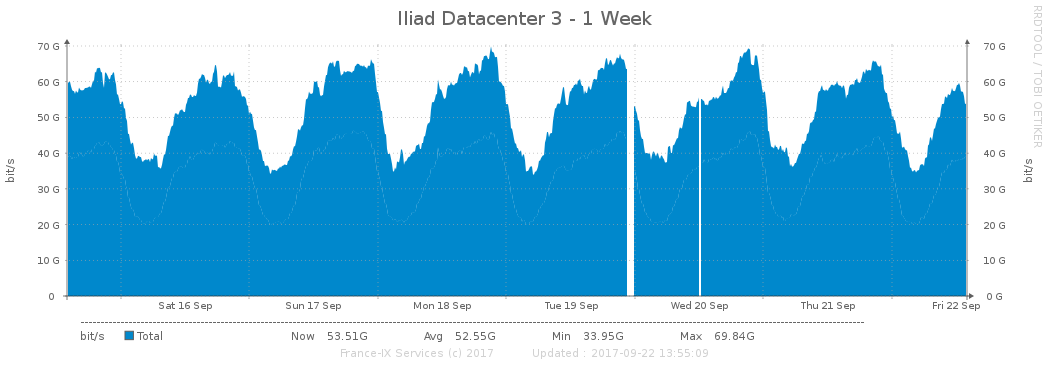 Iliad Datacenter 3 - 1 Week
RRDTOOL / TOBI OETIKER
bit/s
70 G 70 G
60 G 60 G
50 G 50 G
40 G 40 G
30 G 30 G
20 G 20 G
10 G 10 G
0 0 G
bit/s
Sat 16 Sep Sun 17 Sep Mon 18 Sep Tue 19 Sep Wed 20 Sep Thu 21 Sep Fri 22 Sep
bit/s Total Now 53.51G Avg 52.55G Min 33.95G Max 69.84G
France-IX Services (c) 2017 Updated : 2017-09-22 13:55:09